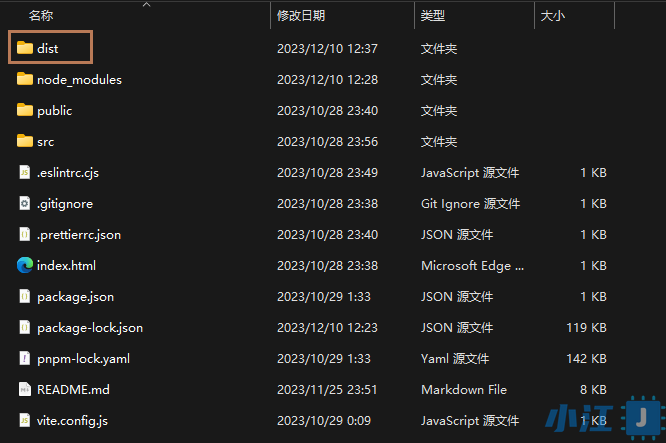 名称 修改日期 类型 大小
dist 2023/12/10 12:37 文件夹
node_modules 2023/12/10 12:28 文件夹
public 2023/10/28 23:40 文件夹
src 2023/10/28 23:56 文件夹
.eslintrc.cjs 2023/10/28 23:49 JavaScript 源文件 1 KB
.gitignore 2023/10/28 23:38 Git Ignore 源文件 1 KB
.prettierrc.json 2023/10/28 23:40 JSON 源文件 1 KB
index.html 2023/10/28 23:38 Microsoft Edge ... 1 KB
package.json 2023/10/29 1:33 JSON 源文件 1 KB
package-lock.json 2023/12/10 12:23 JSON 源文件 119 KB
pnpm-lock.yaml 2023/10/29 1:33 Yaml 源文件 142 KB
README.md 2023/11/25 23:51 Markdown File 8 KB
vite.config.js 2023/10/29 0:09 JavaScript 源文件 1 KB
小江 J